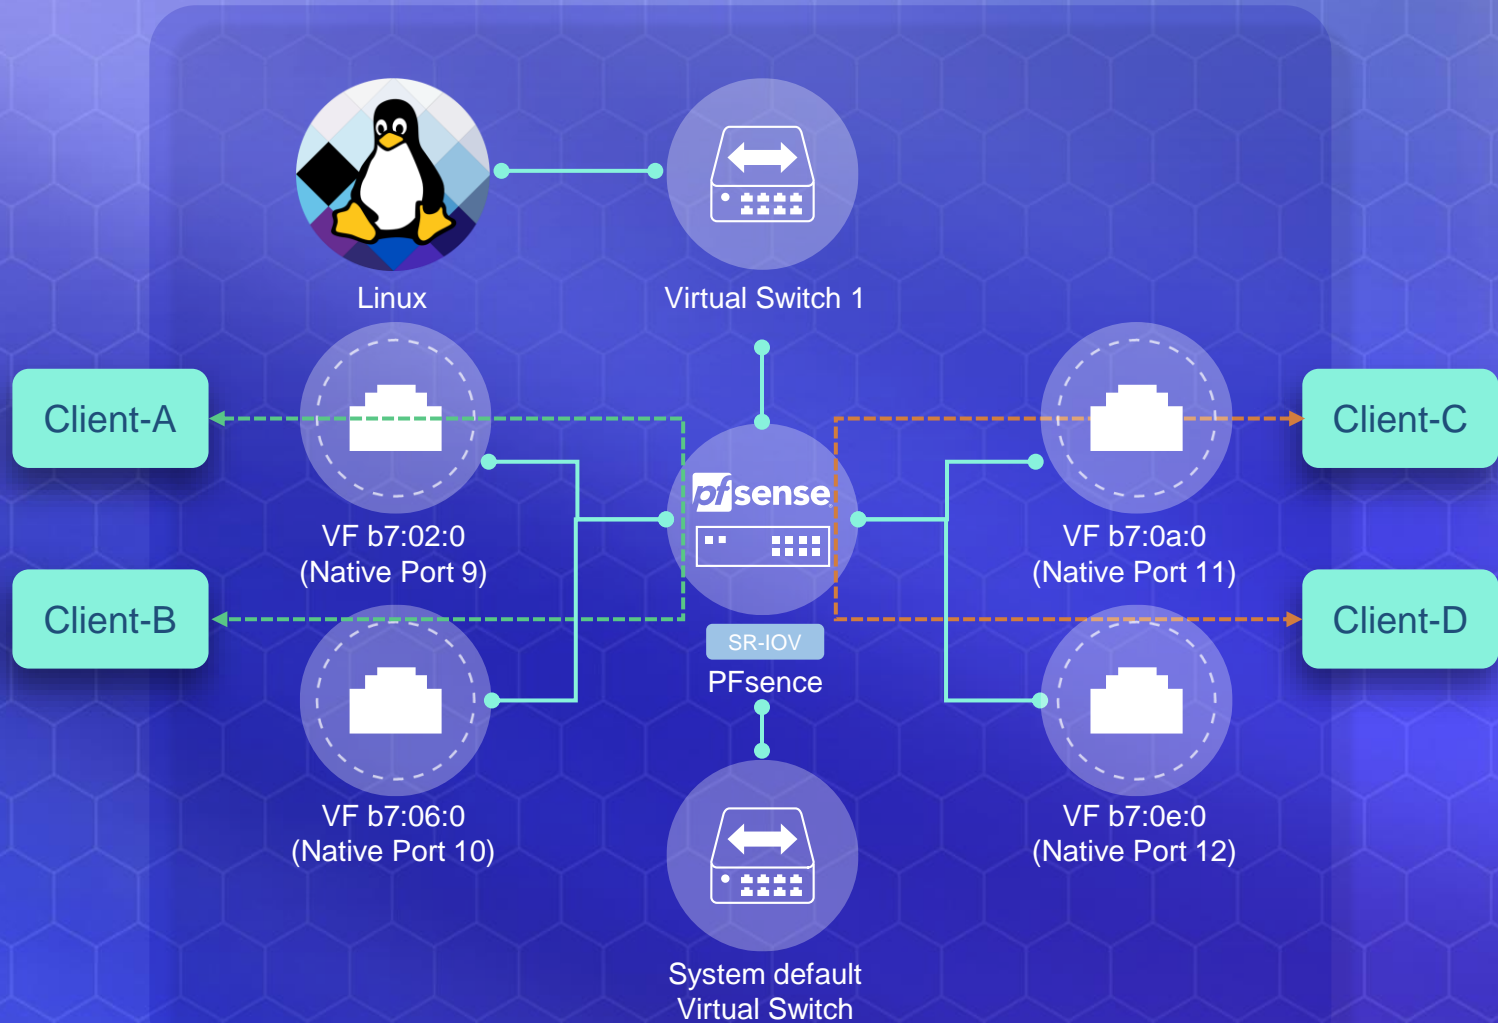 Linux
Virtual Switch 1
Client-A
Client-C
pfsense
VF b7:02:0
(Native Port 9)
VF b7:0a:0
(Native Port 11)
Client-B
Client-D
SR-IOV
PFsence
VF b7:06:0
(Native Port 10)
VF b7:0e:0
(Native Port 12)
System default
Virtual Switch